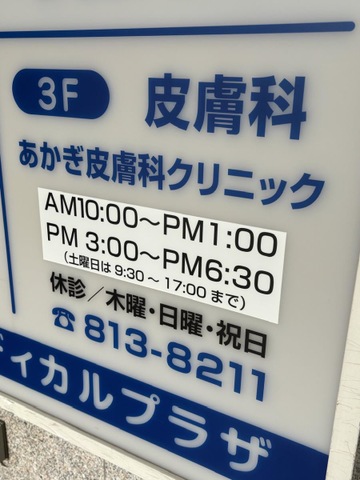 3F 皮膚科
あかぎ皮膚科クリニック
AM10:00～PM1:00
PM 3:00～PM6:30
(土曜日は 9:30 ～ 17:00 まで)
休診／木曜・日曜・祝日
☎813-8211
ディカルプラザ